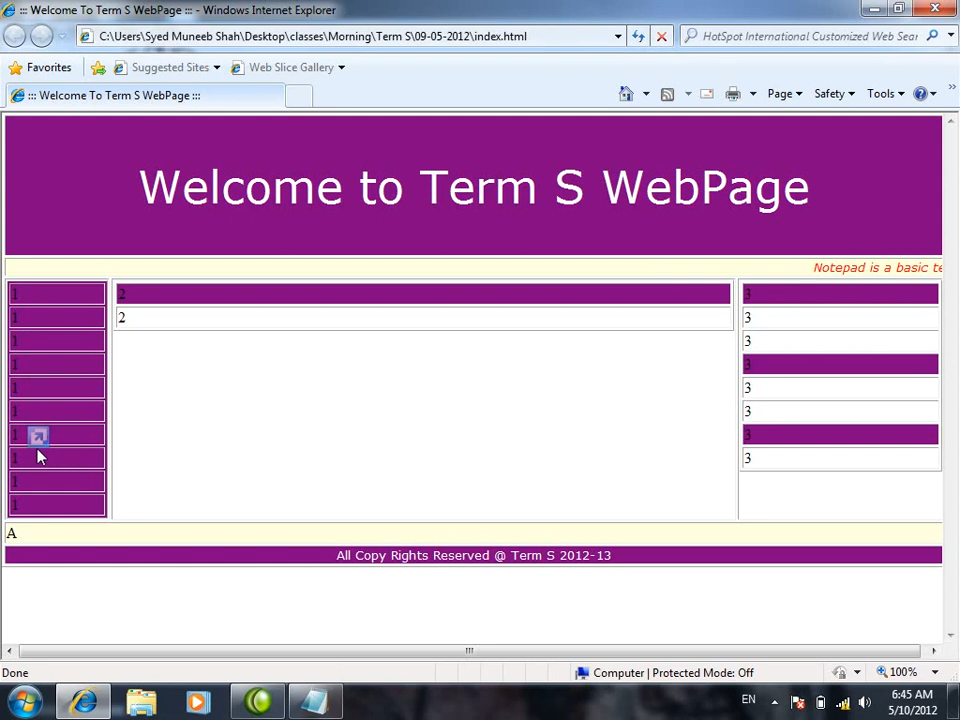 ::: Welcome To Term S WebPage ::: - Windows Internet Explorer
C:\Users\Syed Muneeb Shah\Desktop\classes\Morning\Term S\09-05-2012\index.html
HotSpot International Customized Web Sear
Favorites Suggested Sites Web Slice Gallery
::: Welcome To Term S WebPage :::
Page Safety Tools
Welcome to Term S WebPage
Notepad is a basic te
1 2 3
1 2 3
1 3
1 3
1 3
1 3
1 3
1 3
1
1
A
All Copy Rights Reserved @ Term S 2012-13
Done Computer | Protected Mode: Off 100%
EN 6:45 AM
5/10/2012